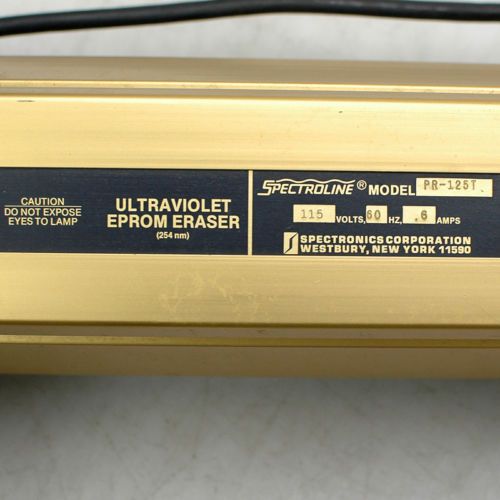 CAUTION
DO NOT EXPOSE
EYES TO LAMP
ULTRAVIOLET
EPROM ERASER
(254 nm)
SPECTROLINE® MODEL PR-125T.
115 VOLTS, 60 HZ, .6 AMPS
SPECTRONICS CORPORATION
WESTBURY, NEW YORK 11590